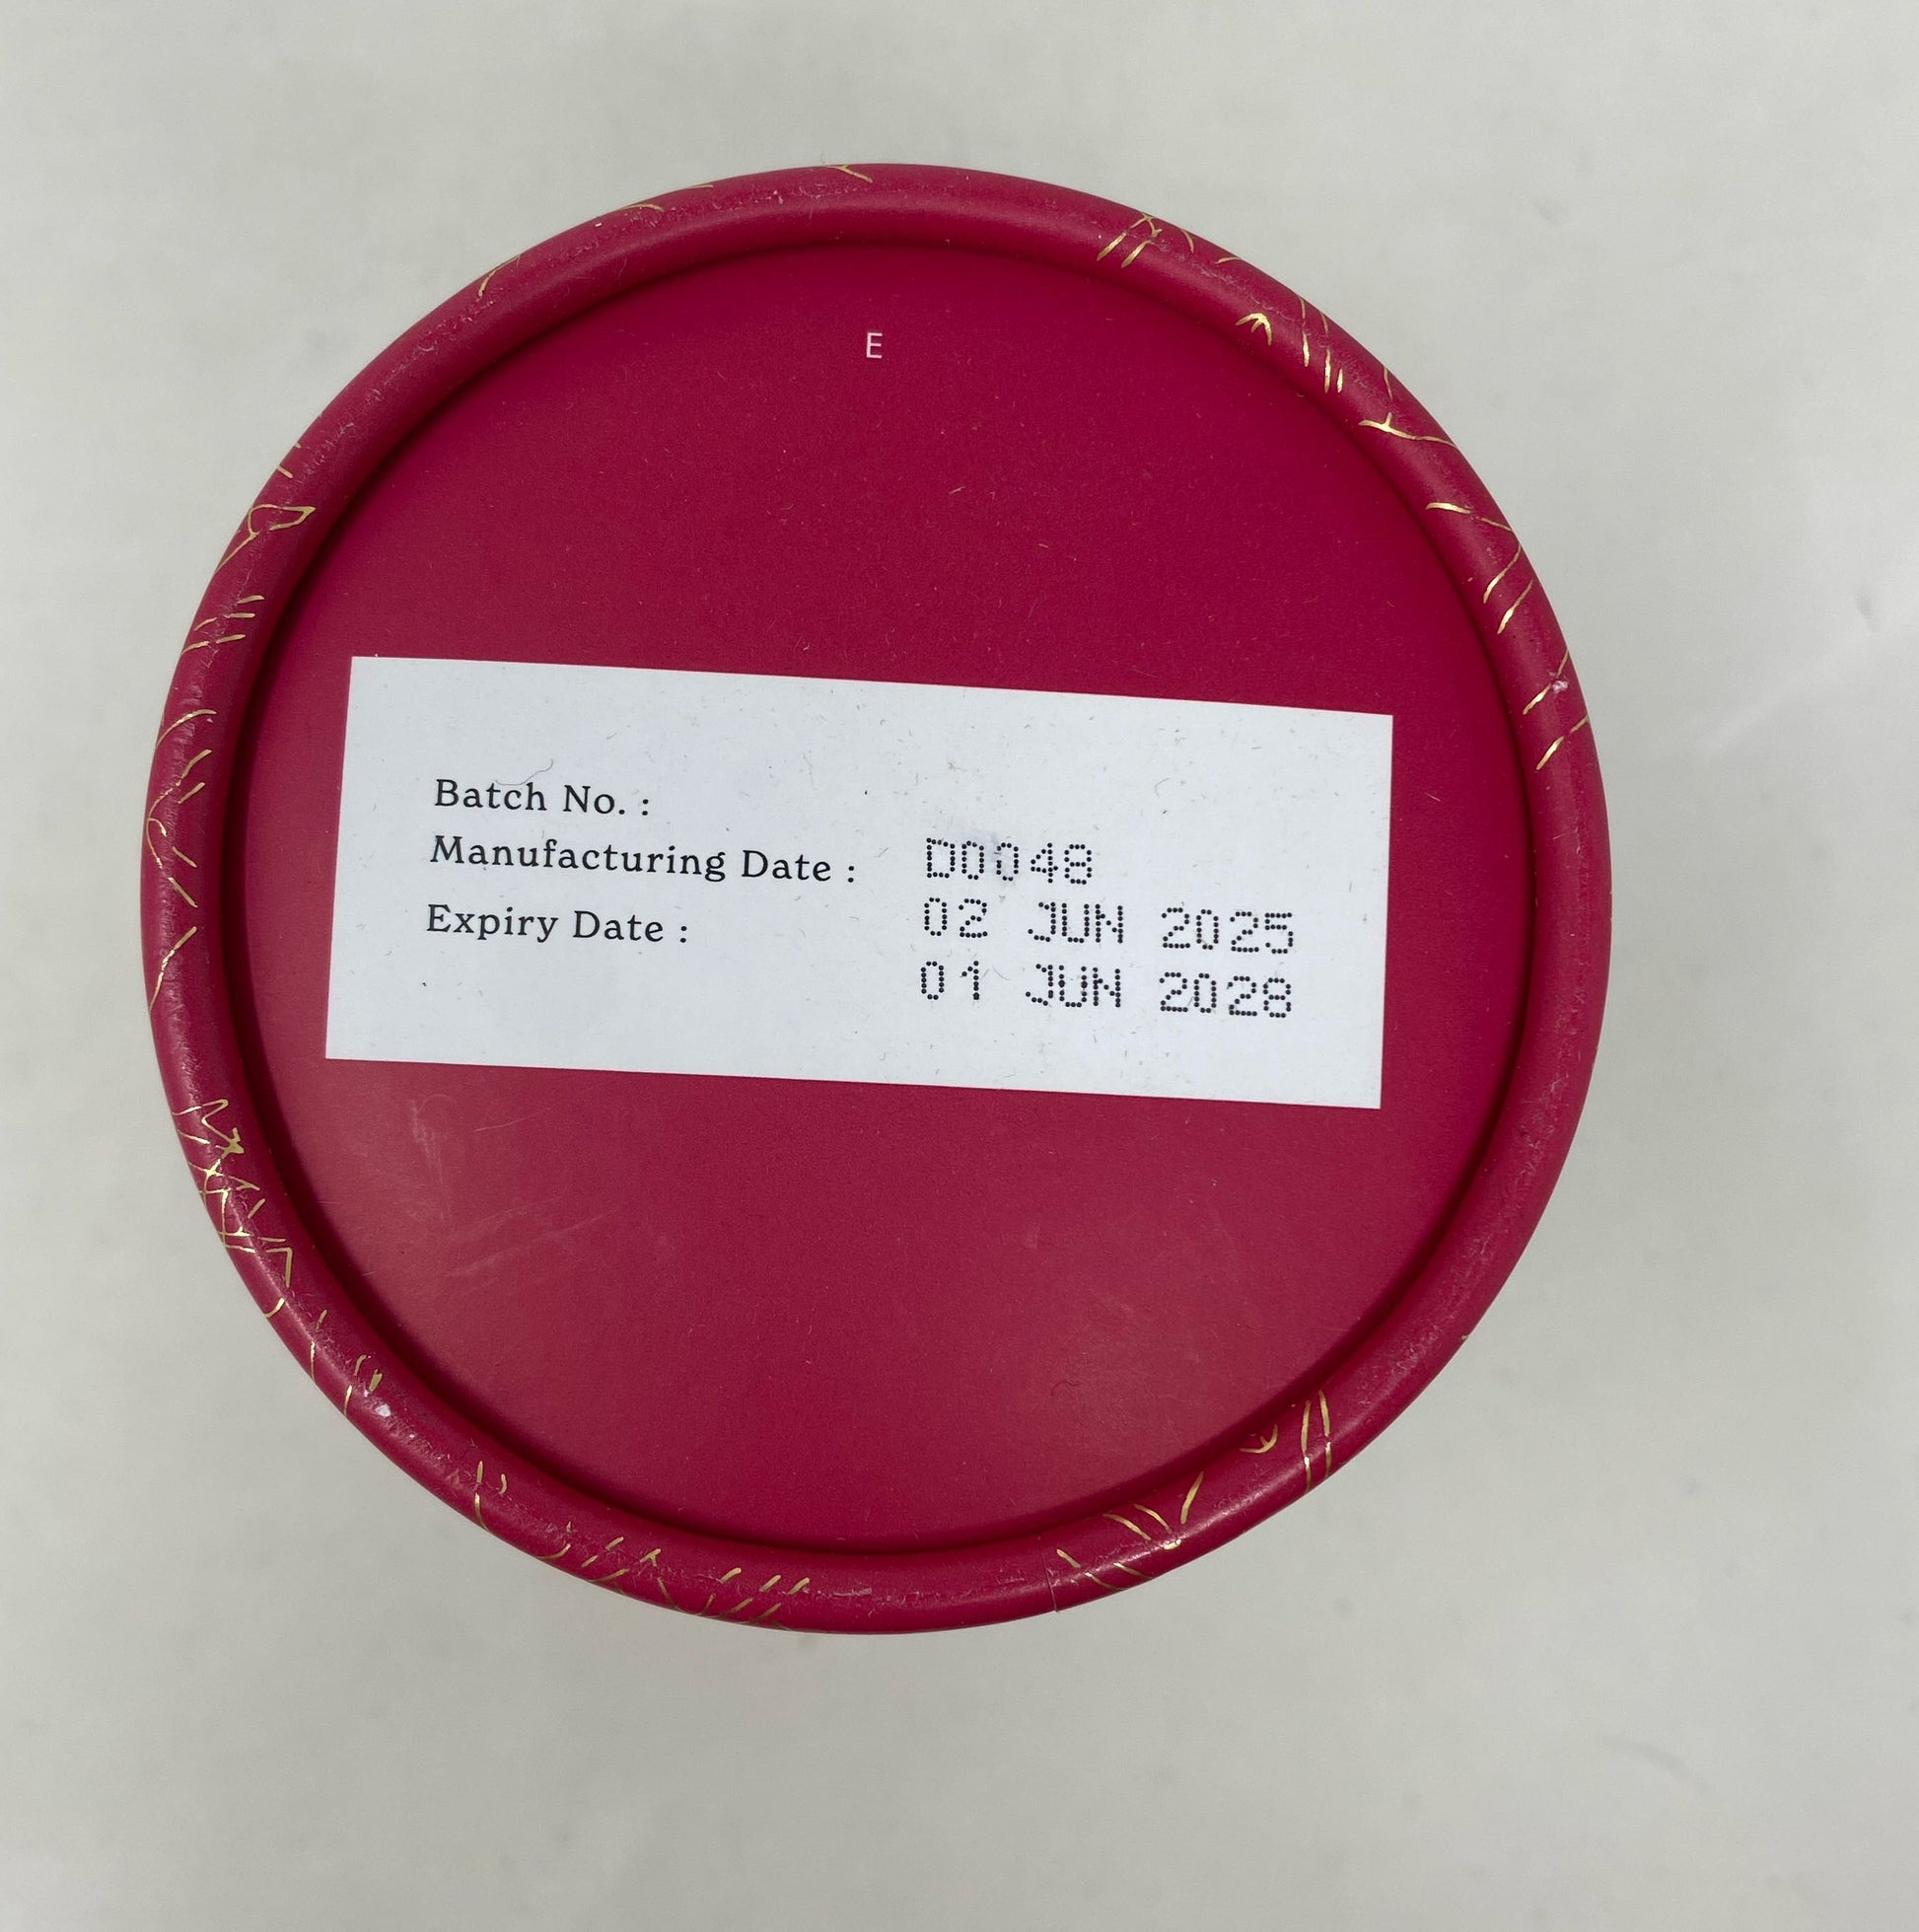 E
Batch No. :
Manufacturing Date : D0048
Expiry Date : 02 JUN 2025
01 JUN 2028